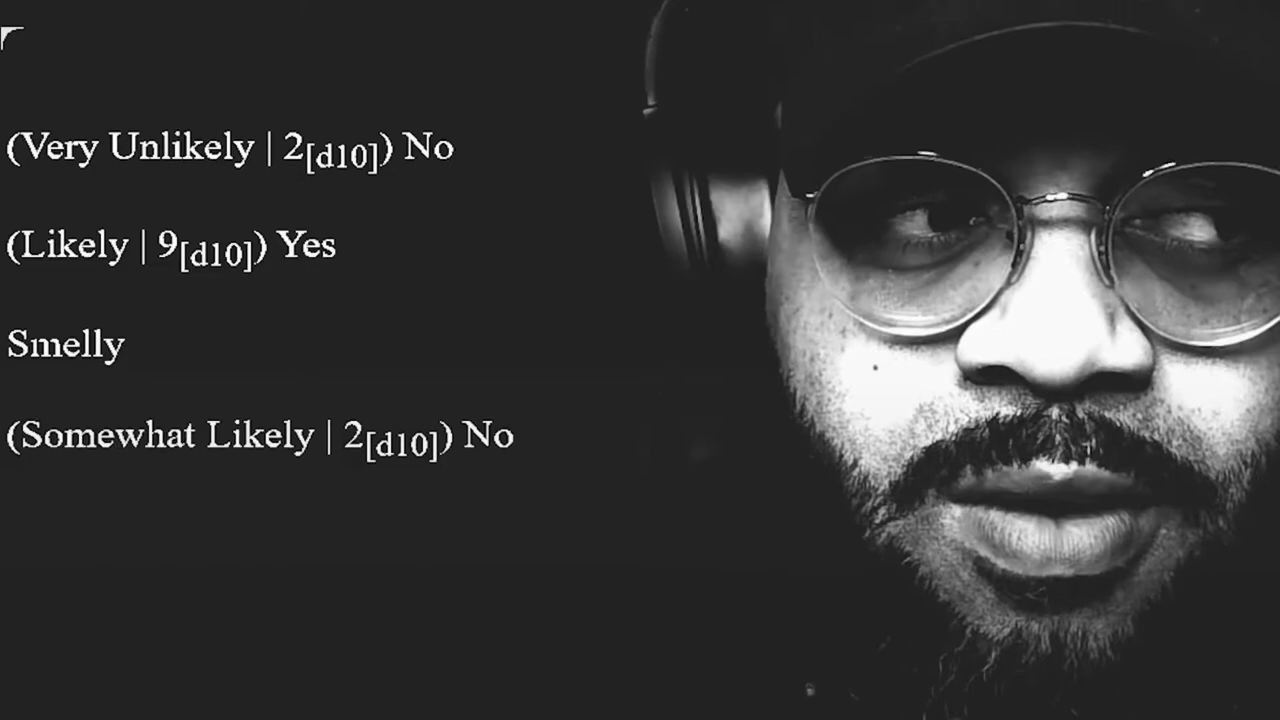 (Very Unlikely | 2[d10]) No
(Likely | 9[d10]) Yes
Smelly
(Somewhat Likely | 2[d10]) No